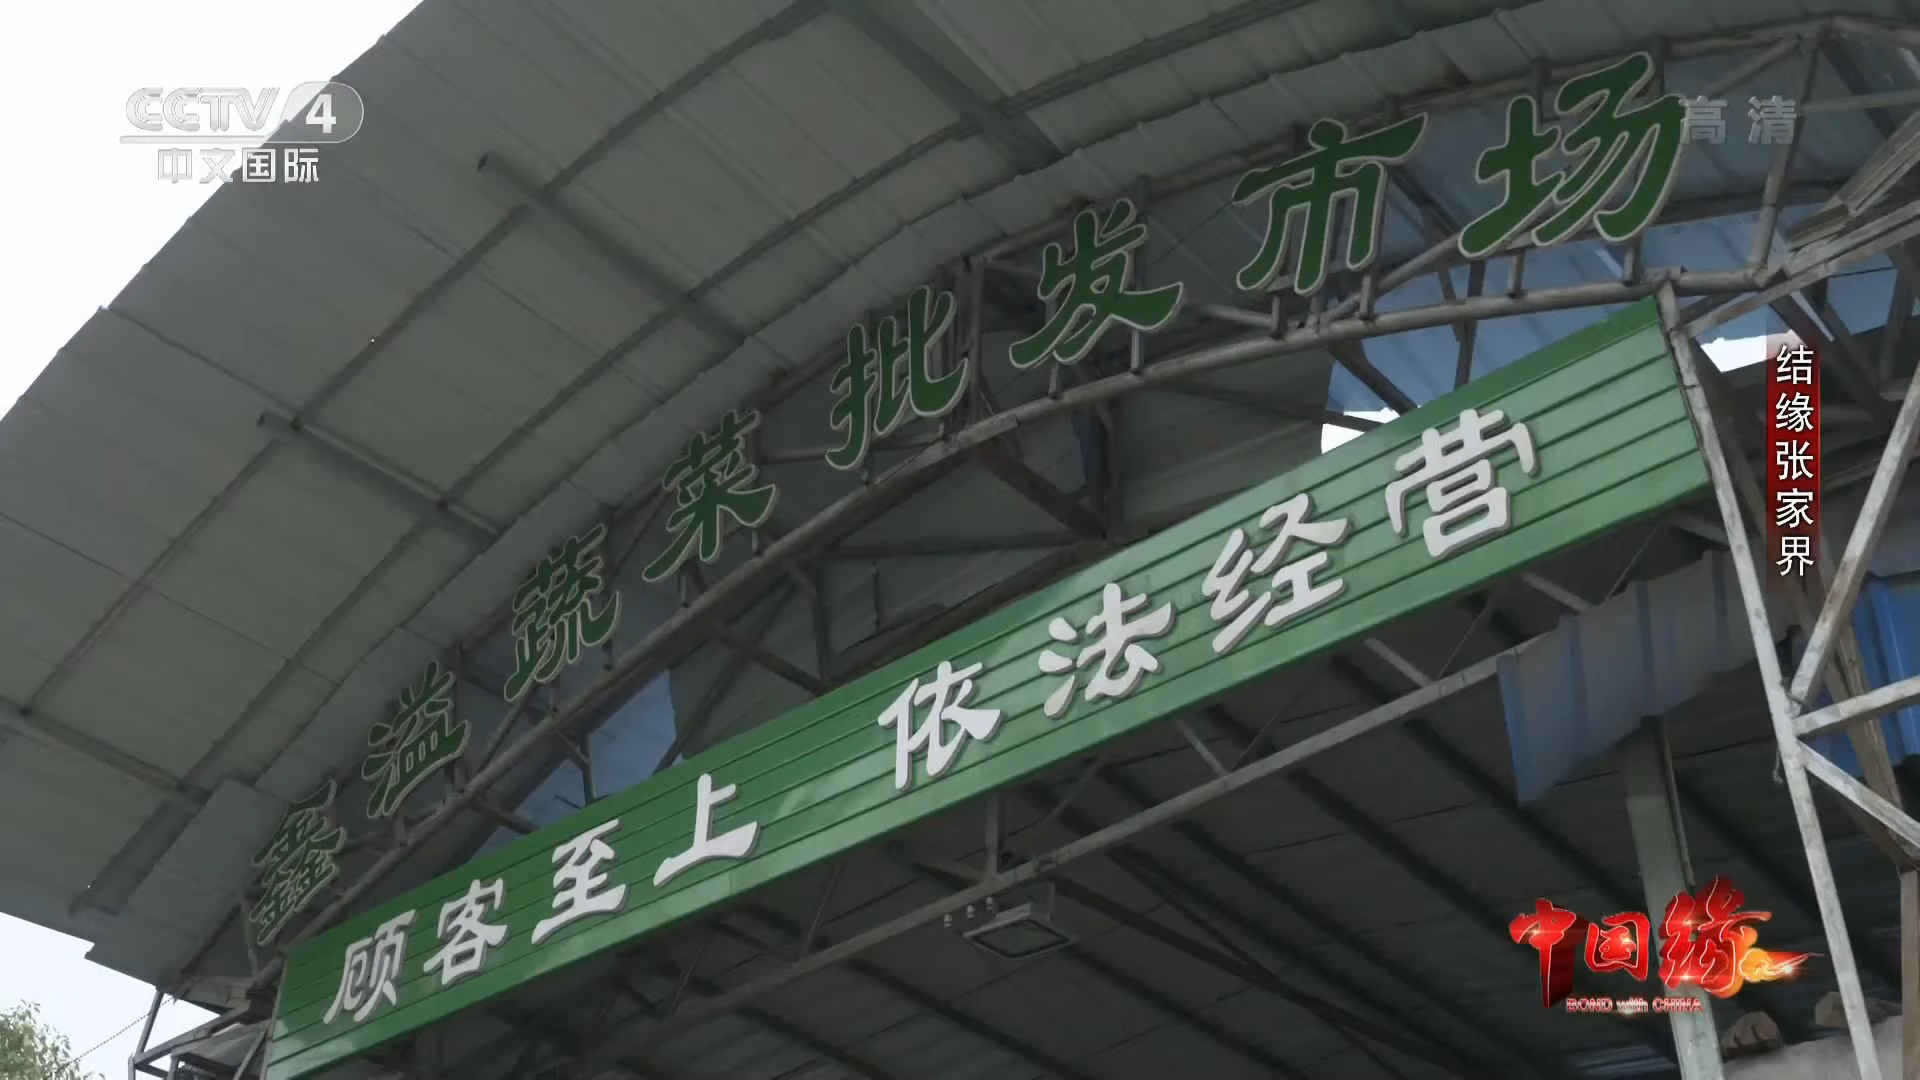 CCTV 4
中文国际
高清
鑫溢蔬菜批发市场
顾客至上 依法经营
结缘张家界
中国缘
BOND with CHINA